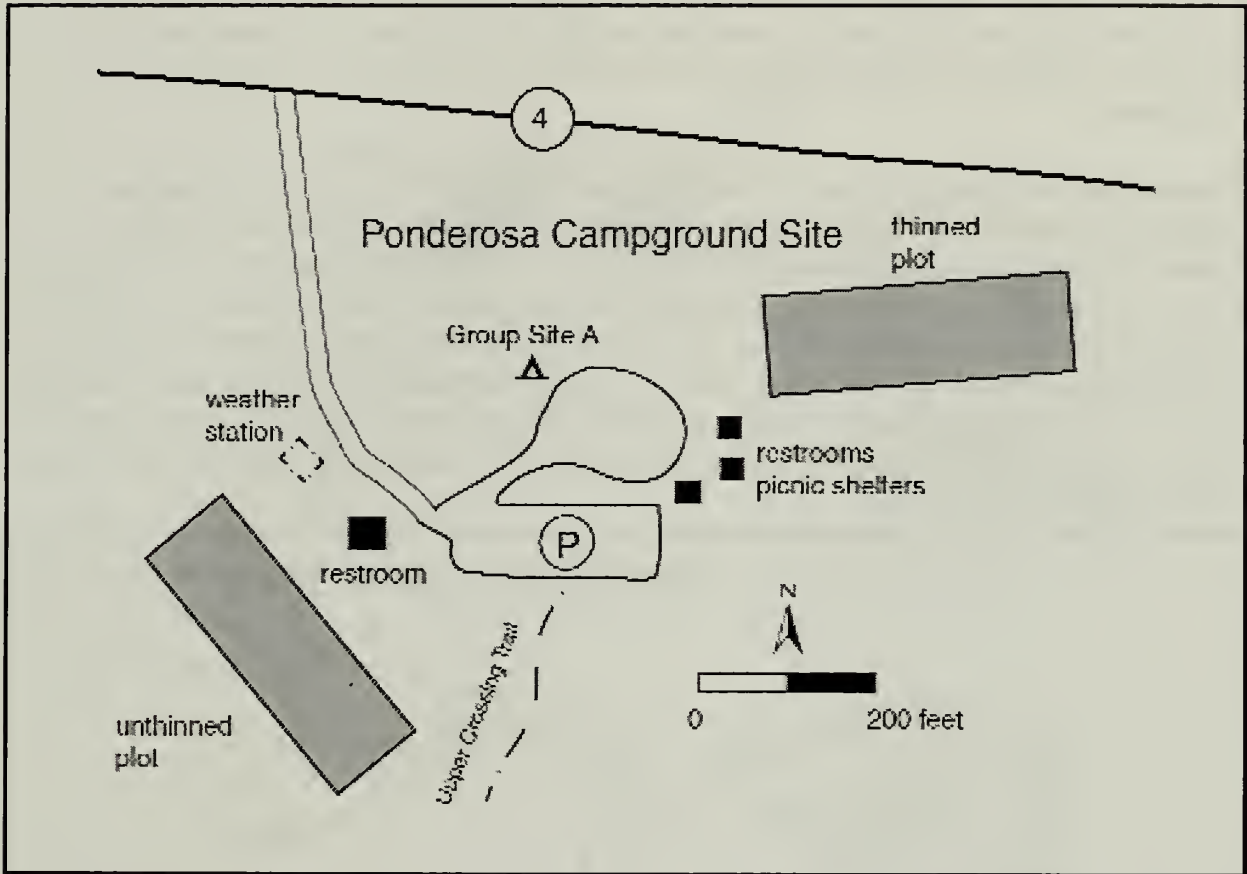 4
Ponderosa Campground Site
thinned
plot
Group Site A
weather
station
restrooms
picnic shelters
P
restroom
N
Upper Crossing Trail
0 200 feet
unthinned
plot